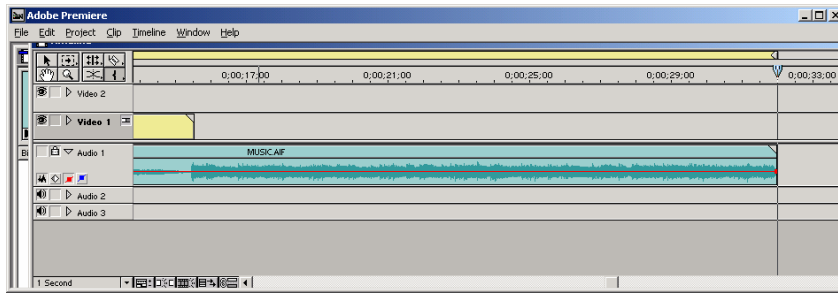 Adobe Premiere
File Edit Project Clip Timeline Window Help
0;00;17;00 0;00;21;00 0;00;25;00 0;00;29;00 0;00;33;00
Video 2
Video 1
Audio 1 MUSIC.AIF
Audio 2
Audio 3
1 Second